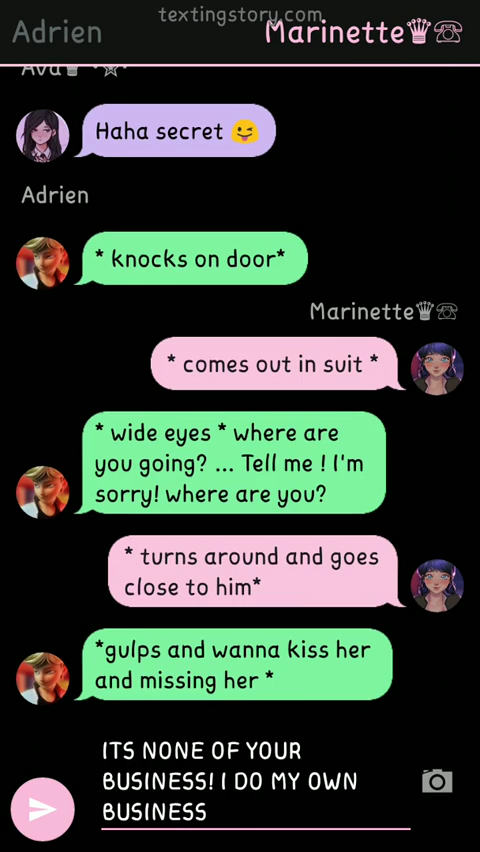 textingstory.com
Adrien Marinette♛☏
Ava♛ •☆•
Haha secret 😜
Adrien
* knocks on door*
Marinette♛☏
* comes out in suit *
* wide eyes * where are
you going? ... Tell me ! I'm
sorry! where are you?
* turns around and goes
close to him*
*gulps and wanna kiss her
and missing her *
ITS NONE OF YOUR
BUSINESS! I DO MY OWN
BUSINESS